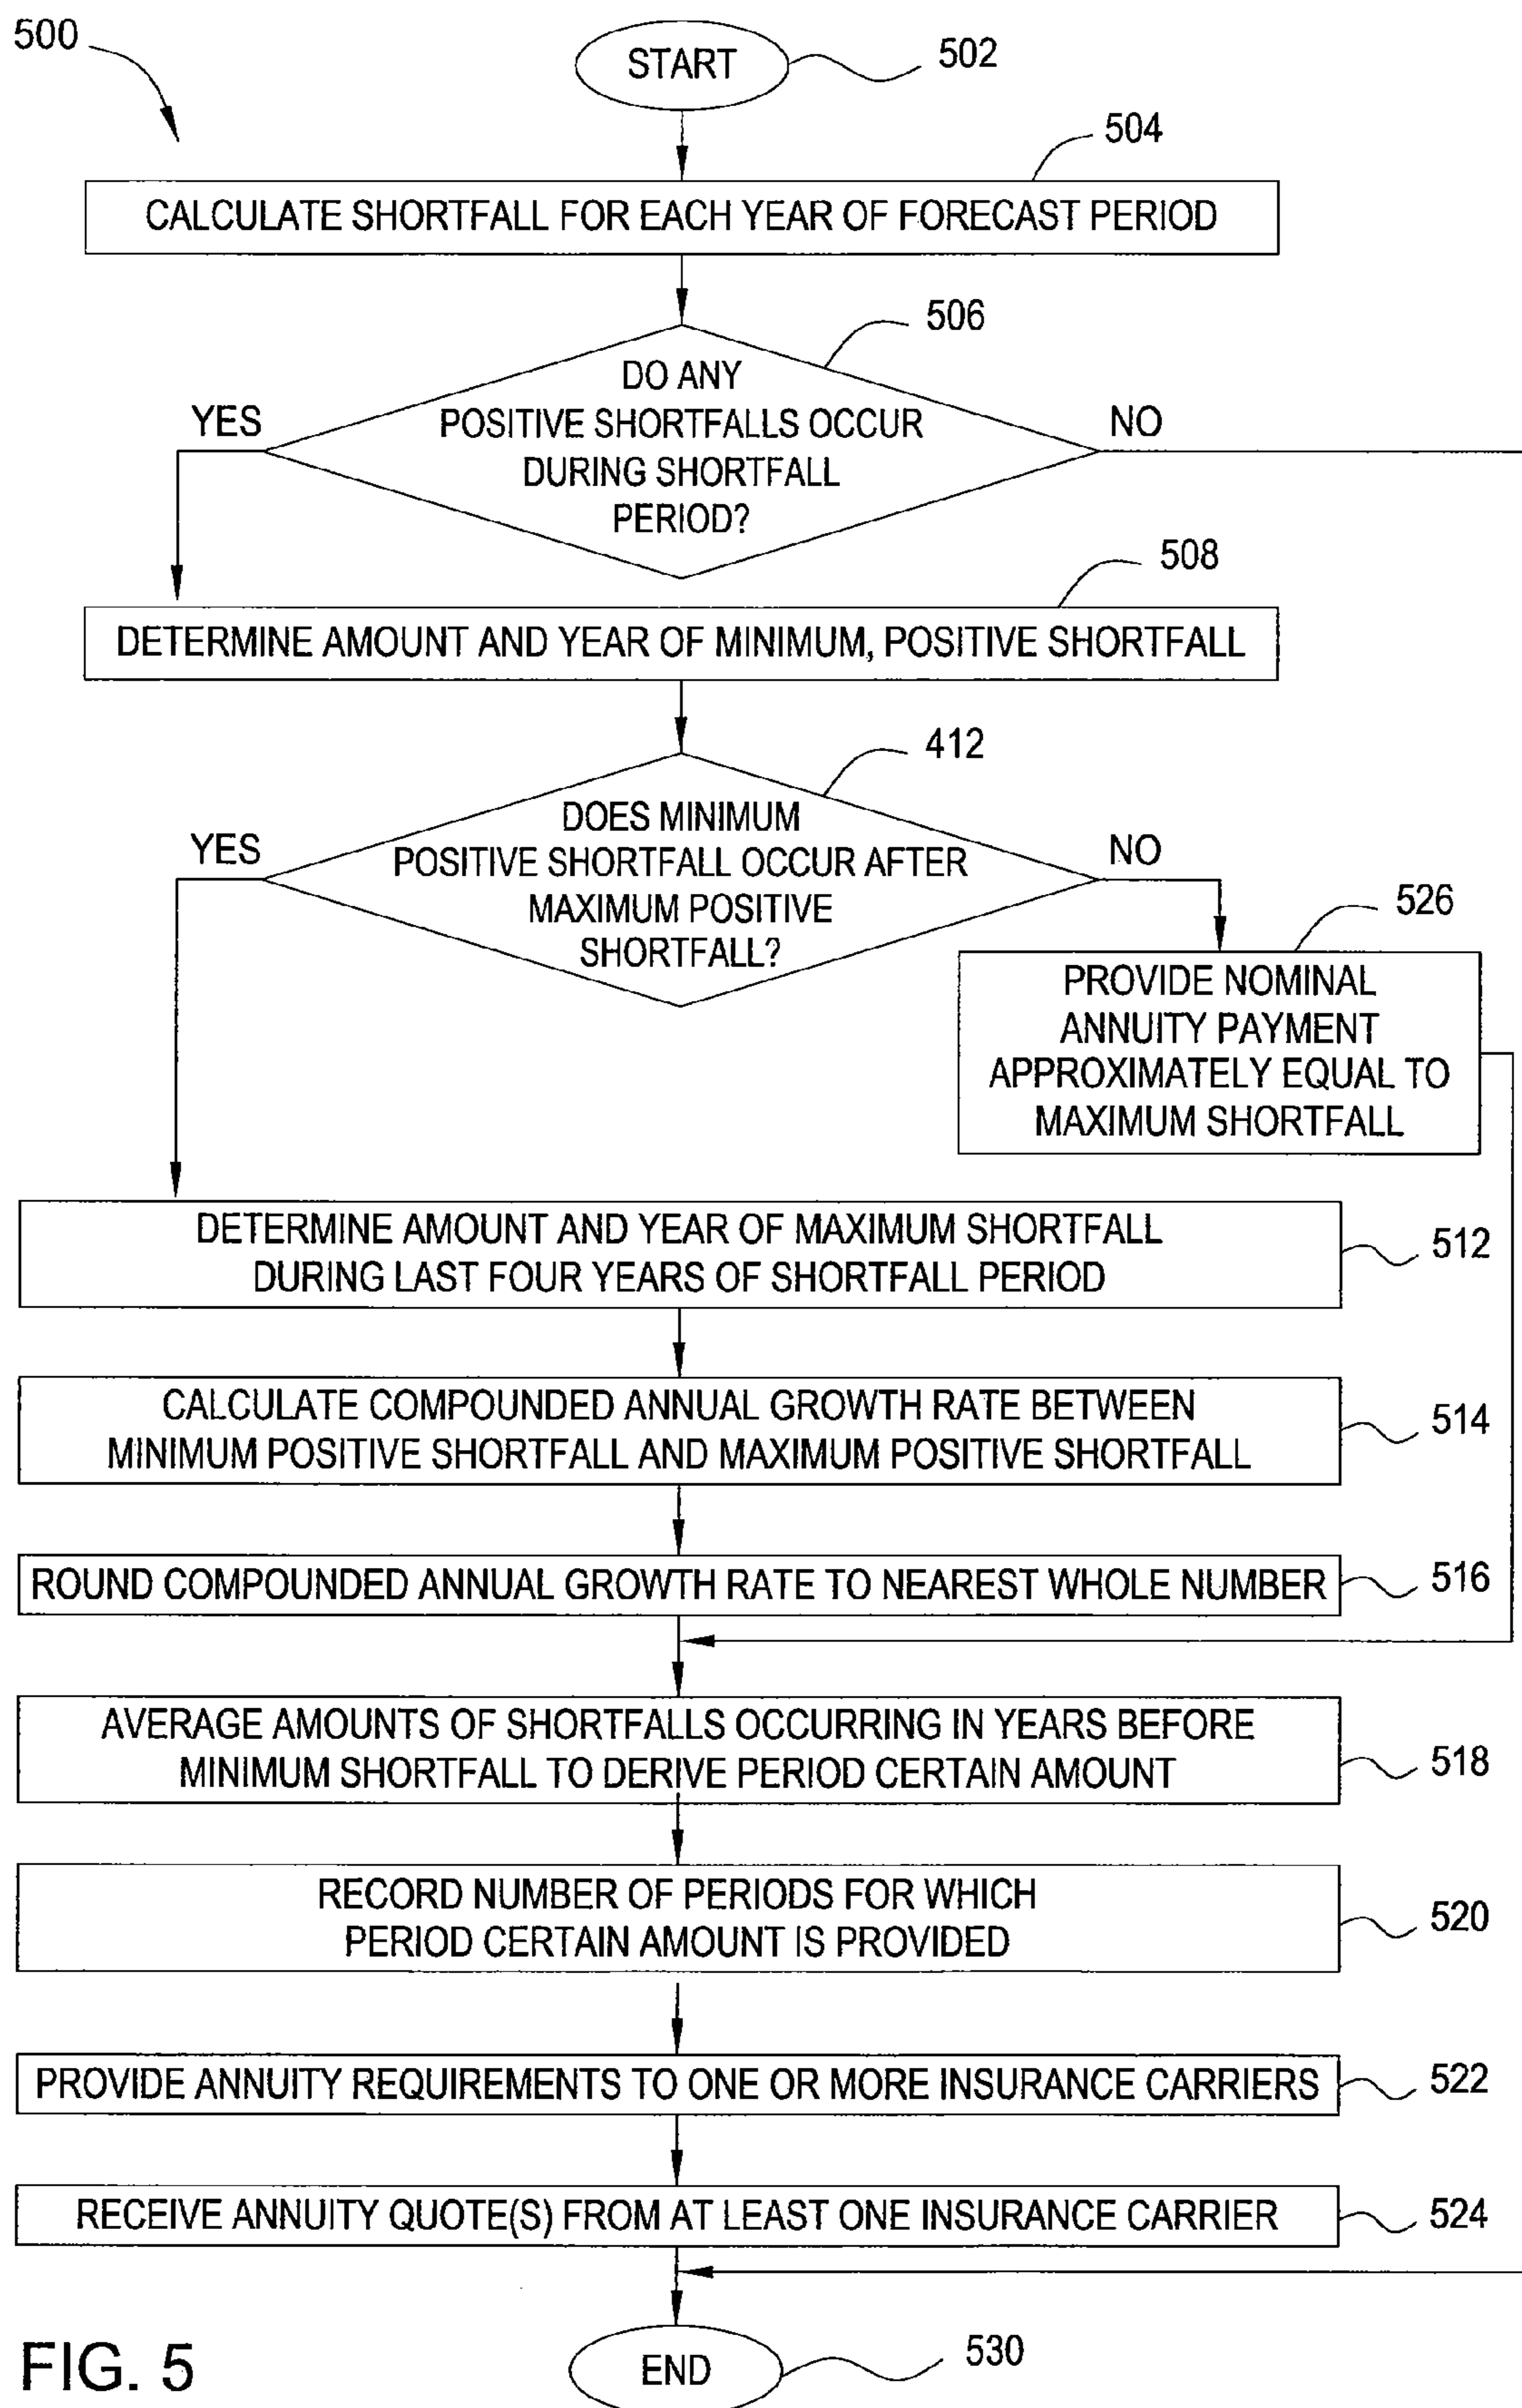 500
START
502
504
CALCULATE SHORTFALL FOR EACH YEAR OF FORECAST PERIOD
506
DO ANY
POSITIVE SHORTFALLS OCCUR
DURING SHORTFALL
PERIOD?
YES
NO
508
DETERMINE AMOUNT AND YEAR OF MINIMUM, POSITIVE SHORTFALL
412
DOES MINIMUM
POSITIVE SHORTFALL OCCUR AFTER
MAXIMUM POSITIVE
SHORTFALL?
YES
NO
526
PROVIDE NOMINAL
ANNUITY PAYMENT
APPROXIMATELY EQUAL TO
MAXIMUM SHORTFALL
DETERMINE AMOUNT AND YEAR OF MAXIMUM SHORTFALL
DURING LAST FOUR YEARS OF SHORTFALL PERIOD
512
CALCULATE COMPOUNDED ANNUAL GROWTH RATE BETWEEN
MINIMUM POSITIVE SHORTFALL AND MAXIMUM POSITIVE SHORTFALL
514
ROUND COMPOUNDED ANNUAL GROWTH RATE TO NEAREST WHOLE NUMBER
516
AVERAGE AMOUNTS OF SHORTFALLS OCCURRING IN YEARS BEFORE
MINIMUM SHORTFALL TO DERIVE PERIOD CERTAIN AMOUNT
518
RECORD NUMBER OF PERIODS FOR WHICH
PERIOD CERTAIN AMOUNT IS PROVIDED
520
PROVIDE ANNUITY REQUIREMENTS TO ONE OR MORE INSURANCE CARRIERS
522
RECEIVE ANNUITY QUOTE(S) FROM AT LEAST ONE INSURANCE CARRIER
524
END
530
FIG. 5